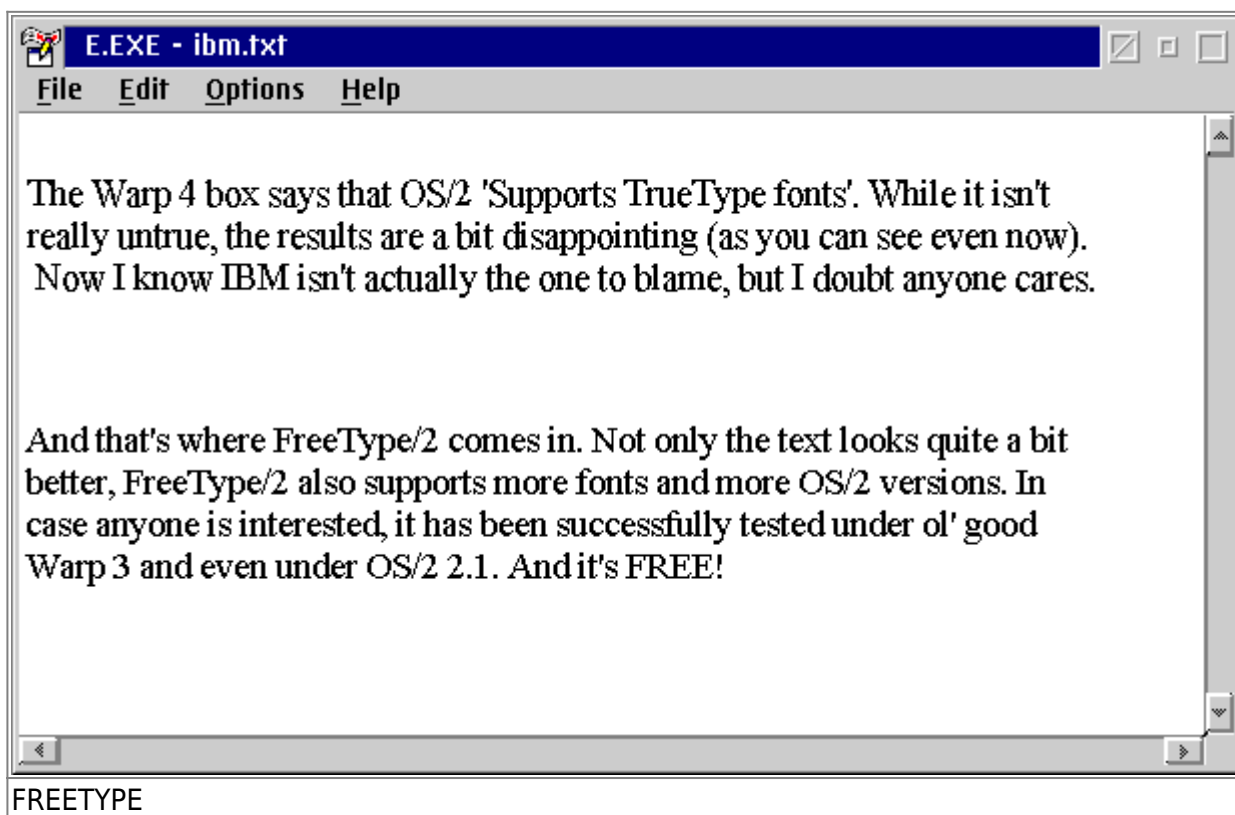 E.EXE - ibm.txt
File Edit Options Help
The Warp 4 box says that OS/2 'Supports TrueType fonts'. While it isn't
really untrue, the results are a bit disappointing (as you can see even now).
Now I know IBM isn't actually the one to blame, but I doubt anyone cares.
And that's where FreeType/2 comes in. Not only the text looks quite a bit
better, FreeType/2 also supports more fonts and more OS/2 versions. In
case anyone is interested, it has been successfully tested under ol' good
Warp 3 and even under OS/2 2.1. And it's FREE!
FREETYPE